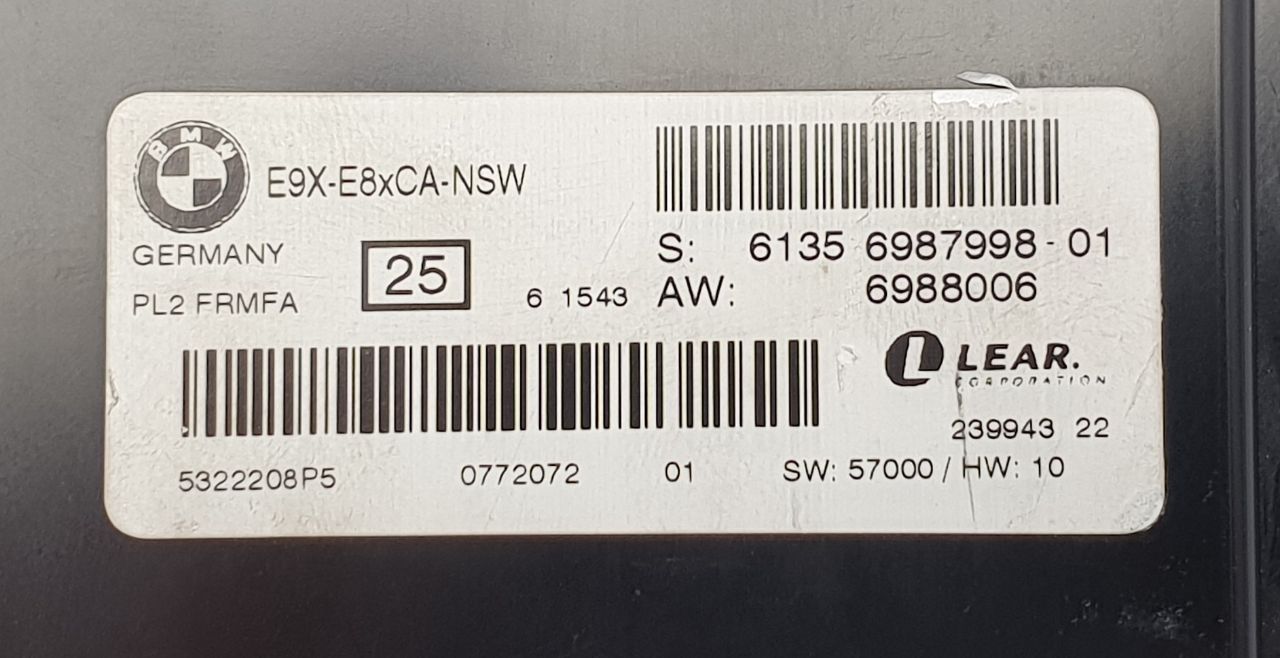 BMW
E9X-E8xCA-NSW
GERMANY
PL2 FRMFA
25
6 1543
S: 6135 6987998-01
AW: 6988006
LEAR.
CORPORATION
239943 22
5322208P5 0772072 01 SW: 57000 / HW: 10